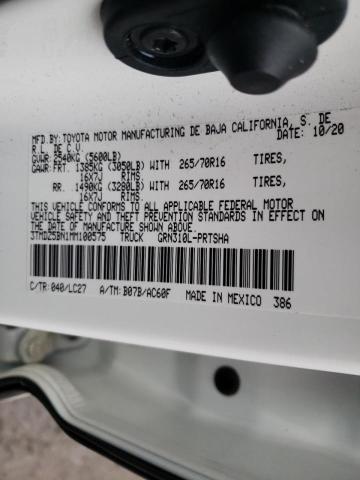 MFD.BY: TOYOTA MOTOR MANUFACTURING DE BAJA CALIFORNIA, S. DE
R.L. DE C.V. DATE: 10/20
GVWR: 2540KG (5600LB)
GAWR: FRT. 1385KG (3050LB) WITH 265/70R16 TIRES,
16X7J RIMS,
RR. 1490KG (3280LB) WITH 265/70R16 TIRES,
16X7J RIMS,
THIS VEHICLE CONFORMS TO ALL APPLICABLE FEDERAL MOTOR
VEHICLE SAFETY AND THEFT PREVENTION STANDARDS IN EFFECT ON
THE DATE OF MANUFACTURE SHOWN ABOVE.
3TMDZ5BN1MM100575 TRUCK GRN310L-PRTSHA
C/TR: 040/LC27 A/TM: B07B/AC60F MADE IN MEXICO 386